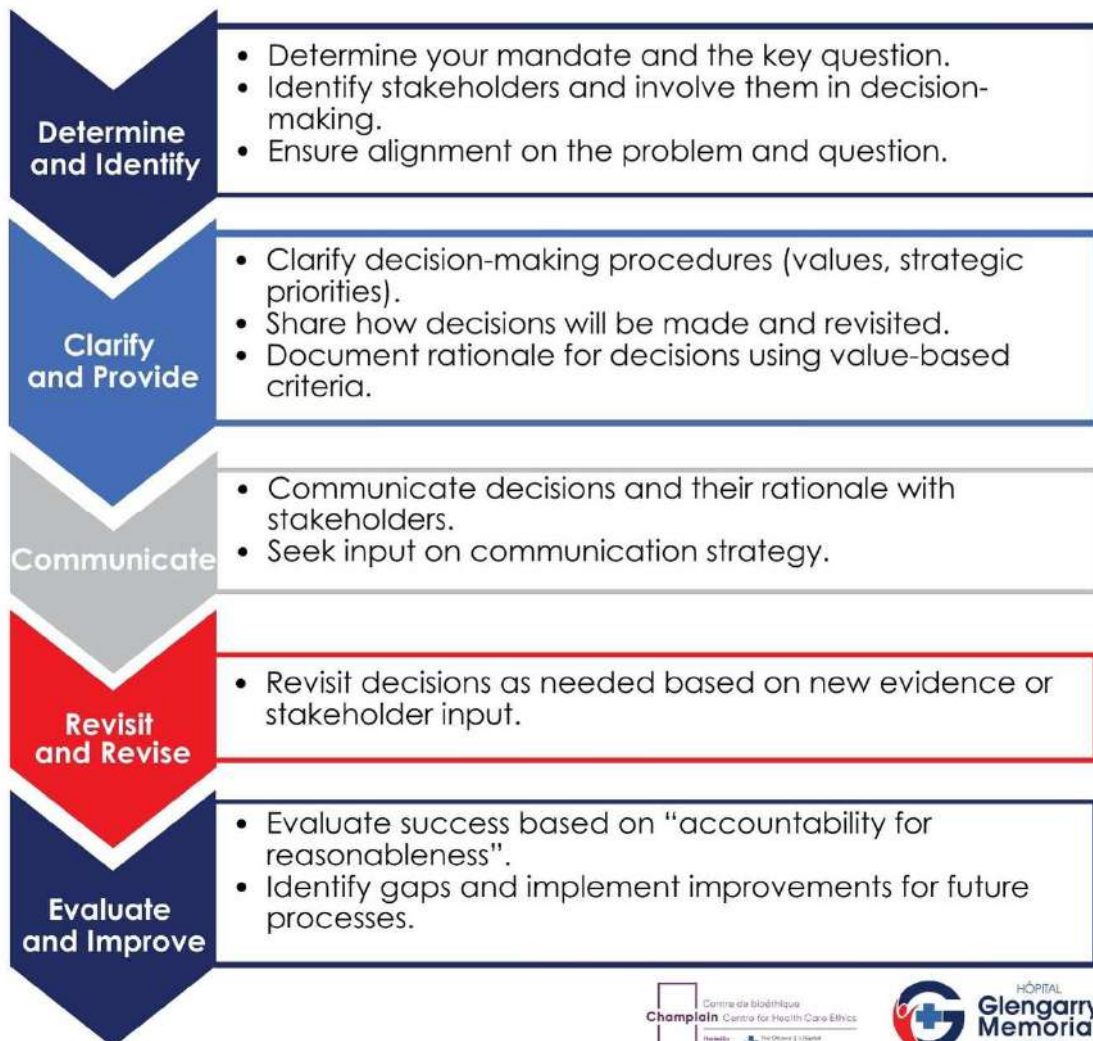 Determine
and Identify
• Determine your mandate and the key question.
• Identify stakeholders and involve them in decision-
making.
• Ensure alignment on the problem and question.
Clarify
and Provide
• Clarify decision-making procedures (values, strategic
priorities).
• Share how decisions will be made and revisited.
• Document rationale for decisions using value-based
criteria.
Communicate
• Communicate decisions and their rationale with
stakeholders.
• Seek input on communication strategy.
Revisit
and Revise
• Revisit decisions as needed based on new evidence or
stakeholder input.
Evaluate
and Improve
• Evaluate success based on “accountability for
reasonableness”.
• Identify gaps and implement improvements for future
processes.
Centre de bioéthique
Champlain Centre for Health Care Ethics
HÔPITAL
Glengarry
Memorial